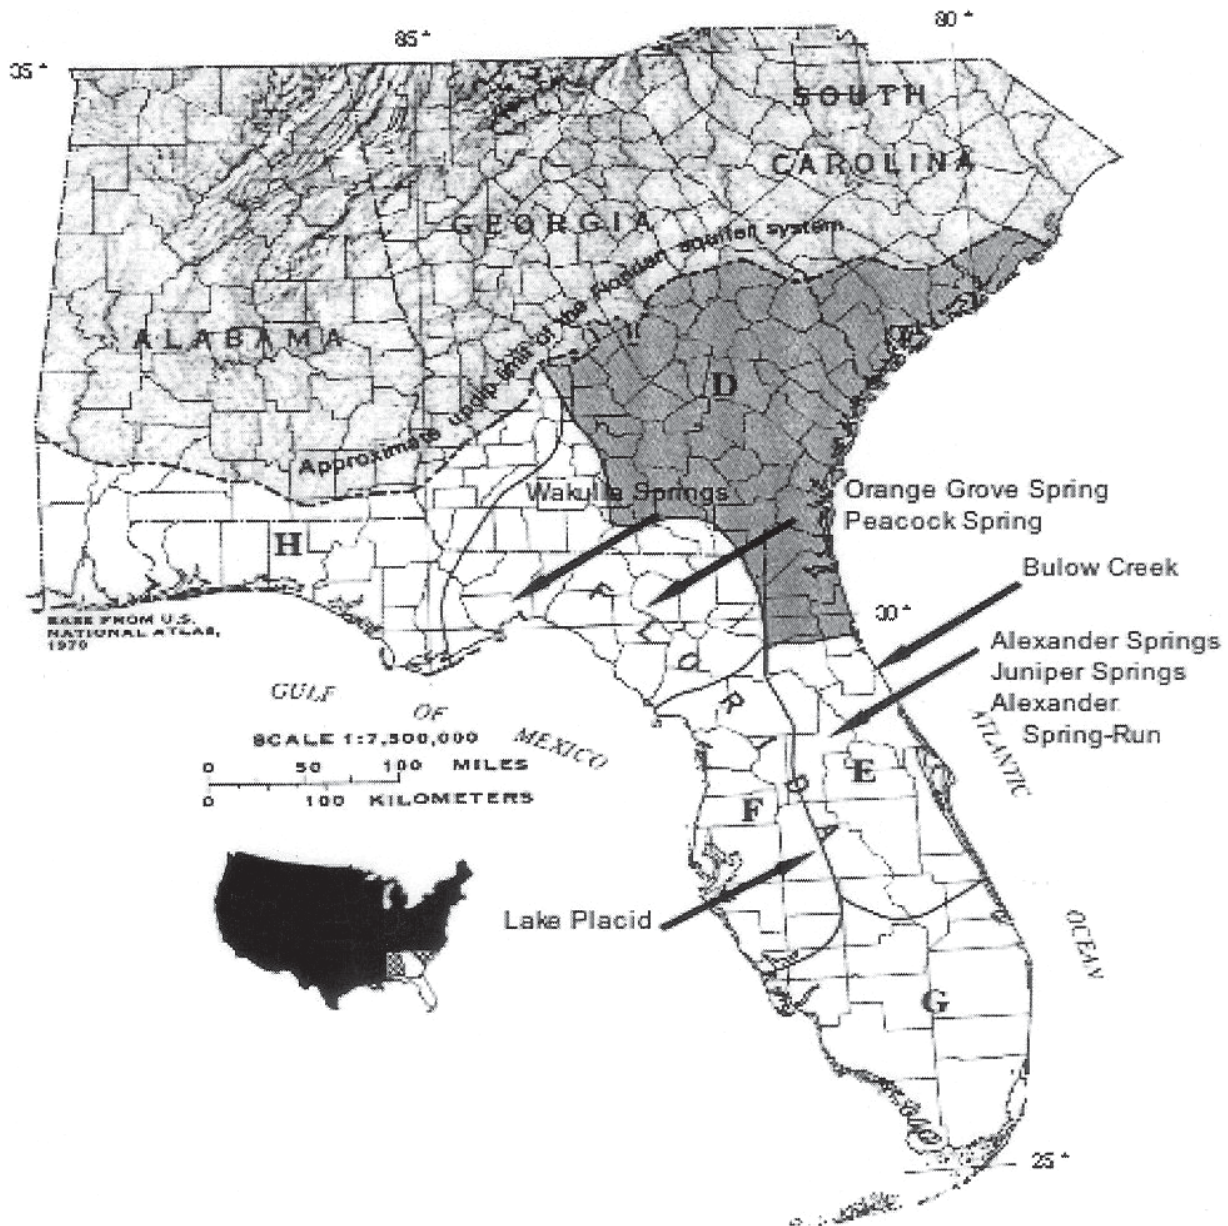 85°
80°
35°
SOUTH
CAROLINA
GEORGIA
ALABAMA
Approximate updip limit of the Floridan aquifer system
D
Wakulla Springs
Orange Grove Spring
Peacock Spring
H
Bulow Creek
BASE FROM U.S.
NATIONAL ATLAS,
1970
30°
Alexander Springs
Juniper Springs
Alexander
Spring-Run
FLORIDA
GULF
OF
MEXICO
ATLANTIC
OCEAN
SCALE 1:7,500,000
0 50 100 MILES
0 100 KILOMETERS
E
F
Lake Placid
G
25°